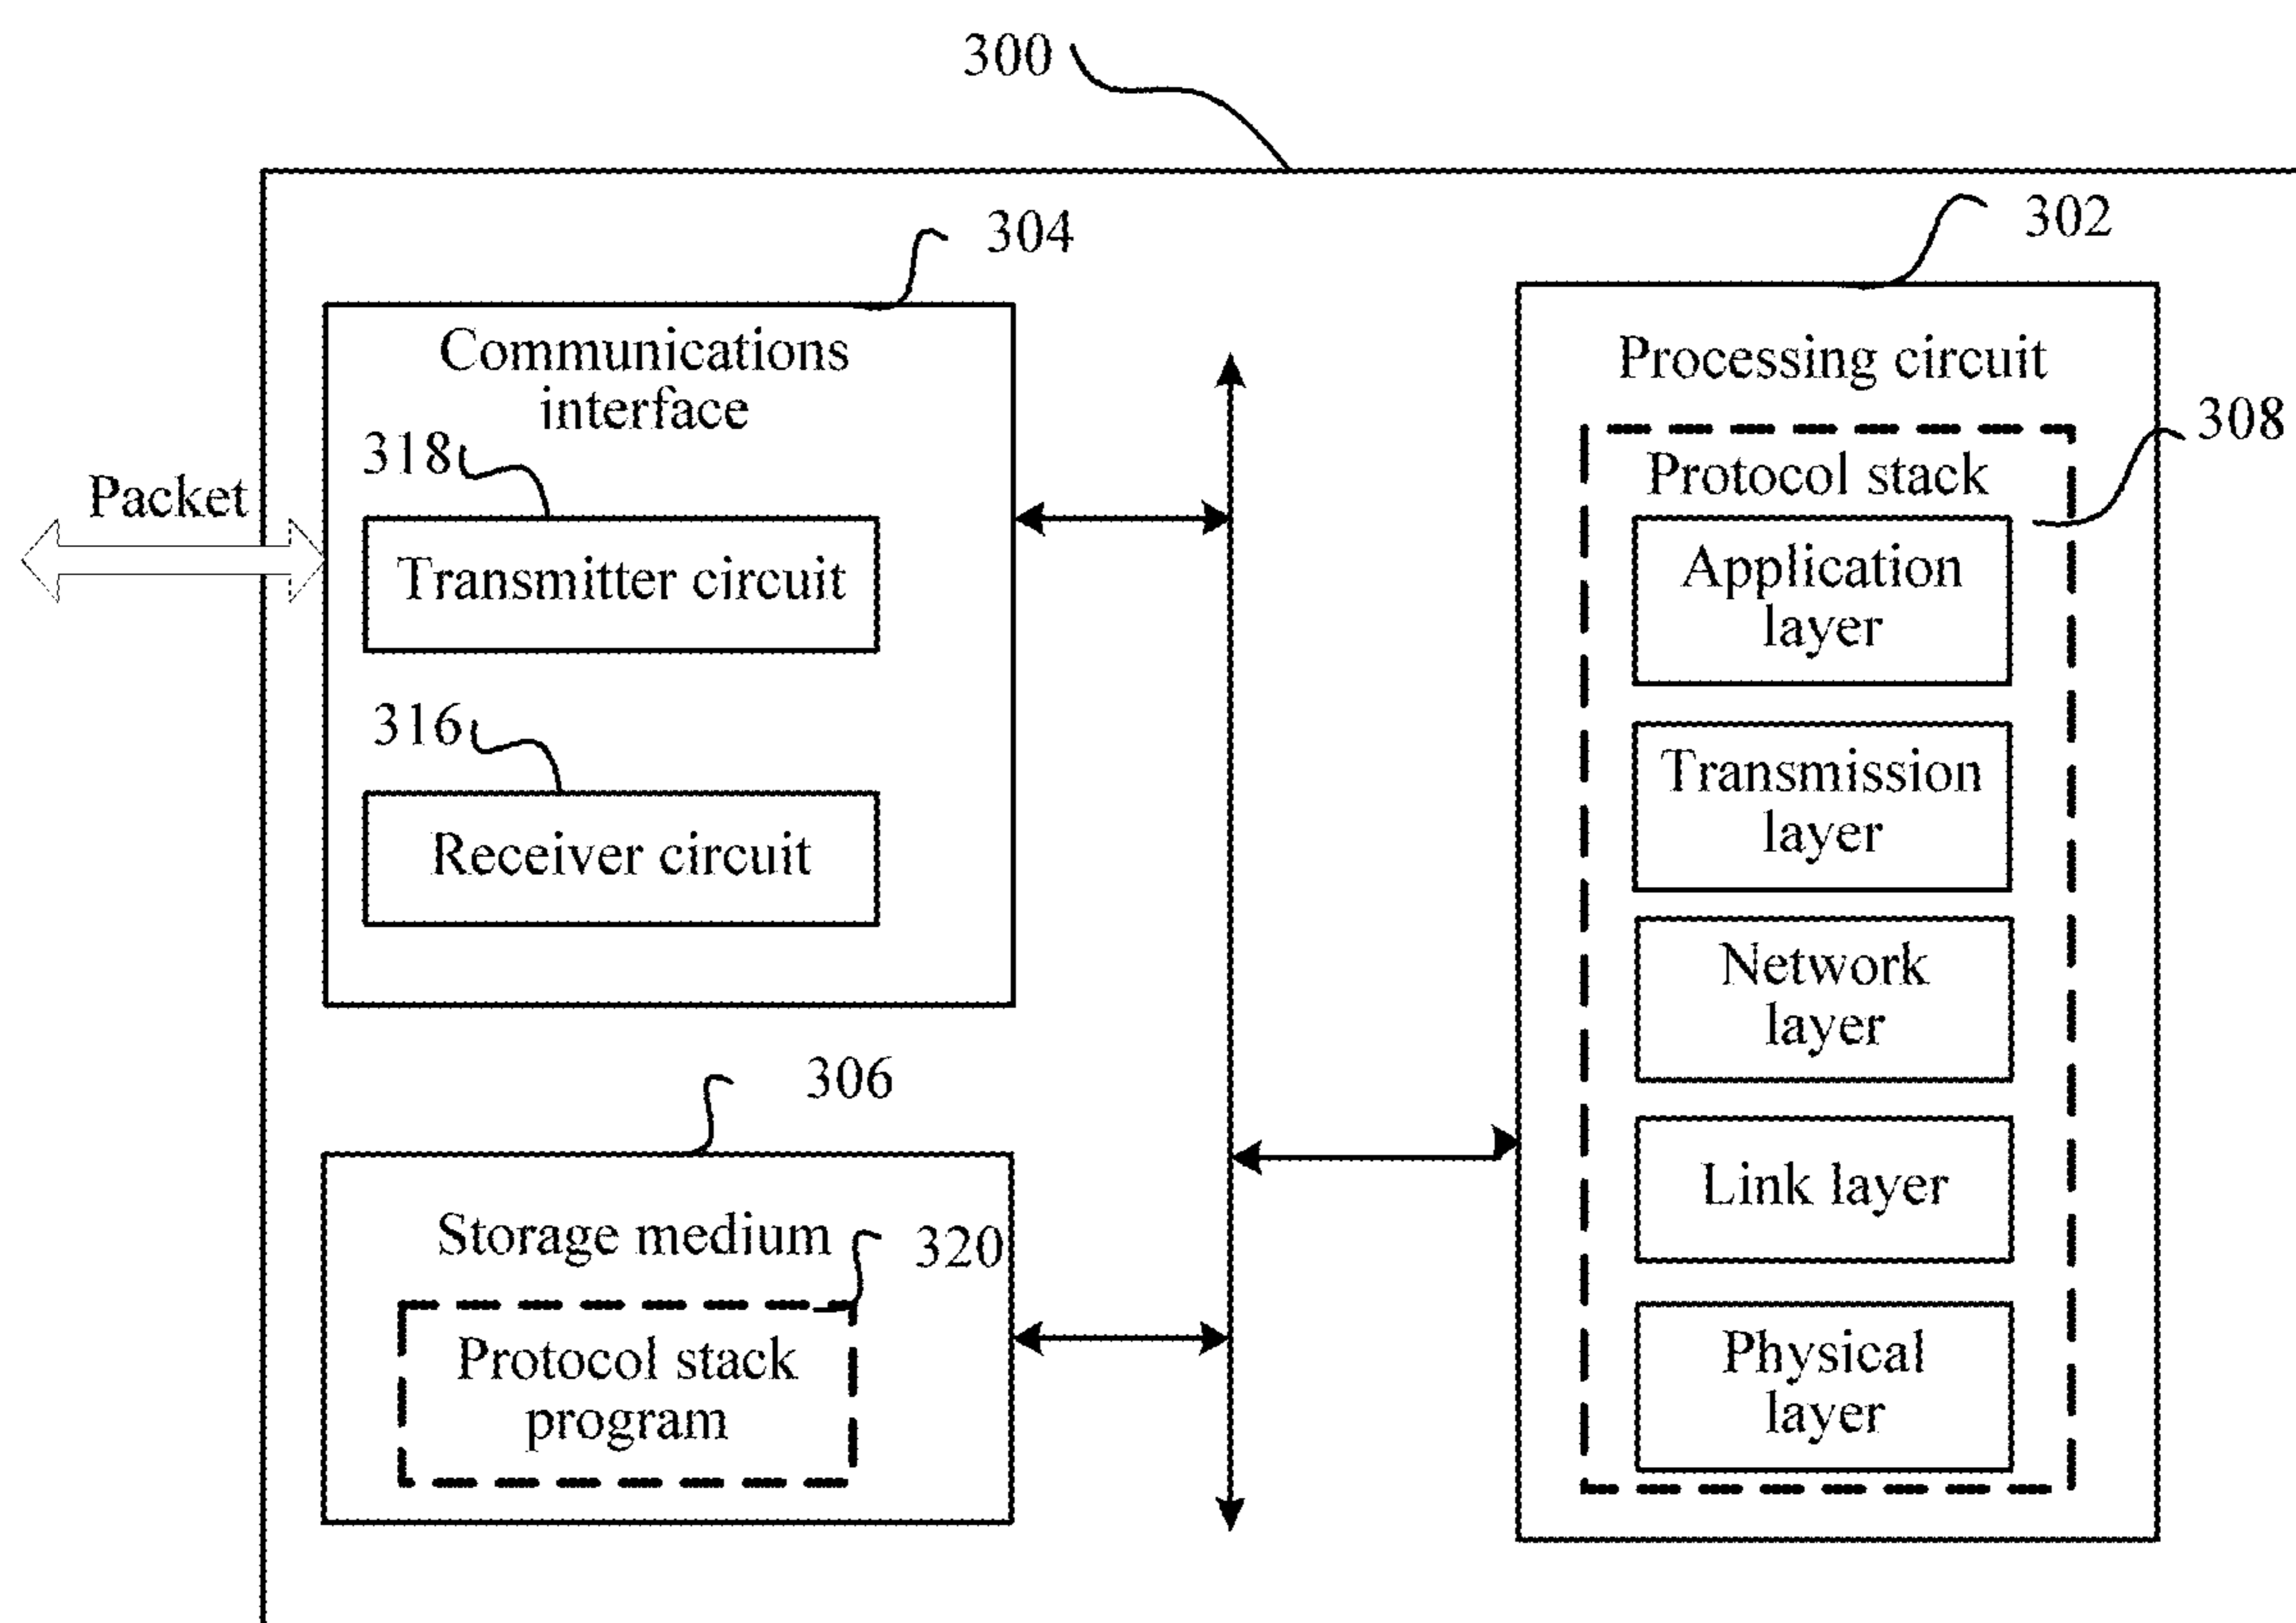 300
304
302
Communications
interface
Processing circuit
308
318
Protocol stack
Packet
Transmitter circuit
Application
layer
316
Transmission
layer
Receiver circuit
Network
layer
306
Link layer
Storage medium
320
Protocol stack
program
Physical
layer